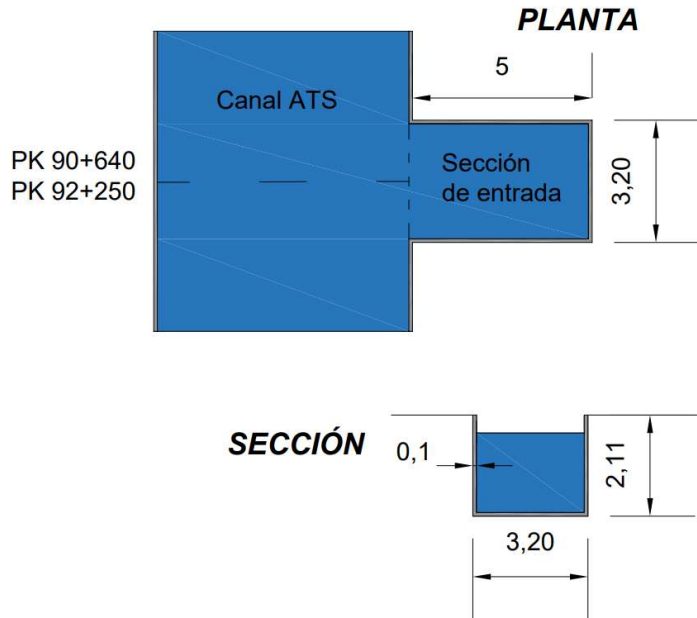 PLANTA
5
Canal ATS
PK 90+640
PK 92+250
Sección
de entrada
3,20
SECCIÓN
0,1
2,11
3,20